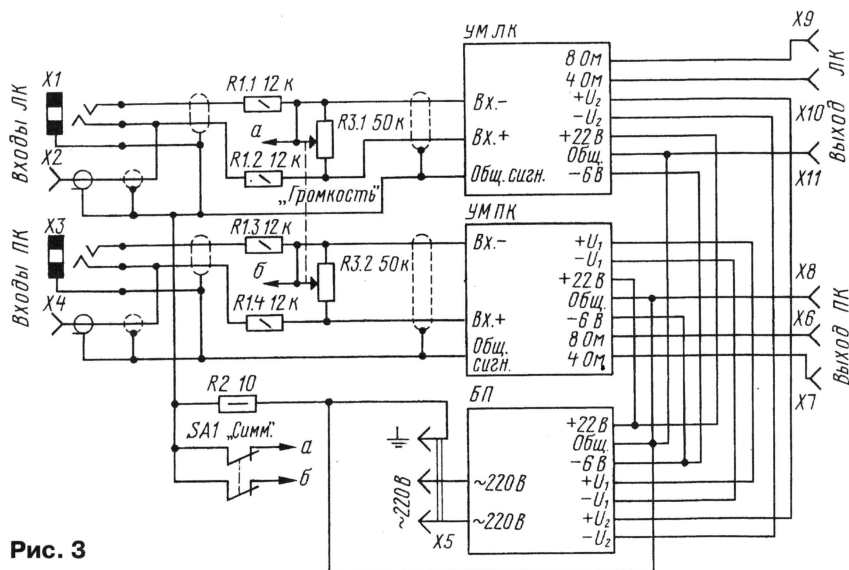 УМ ЛК
X9
8 Ом
4 Ом
+U₂
-U₂
+22 В
Общ.
-6 В
ЛК
X10
ВЫХОД
X11
Входы ЛК
X1
X2
R1.1 12 к
а
R1.2 12 к
R3.1 50 к
„Громкость"
Вх.-
Вх.+
Общ. сигн.
УМ ПК
Входы ПК
X3
X4
R1.3 12 к
б
R1.4 12 к
R3.2 50 к
Вх.-
Вх.+
Общ.
сигн.
+U₁
-U₁
+22 В
Общ.
-6 В
8 Ом
4 Ом
X8
X6
X7
Выход ПК
R2 10
SA1 „Симм."
а
б
БП
~220 В
X5
~220 В
~220 В
+22 В
Общ.
-6 В
+U₁
-U₁
+U₂
-U₂
Рис. 3